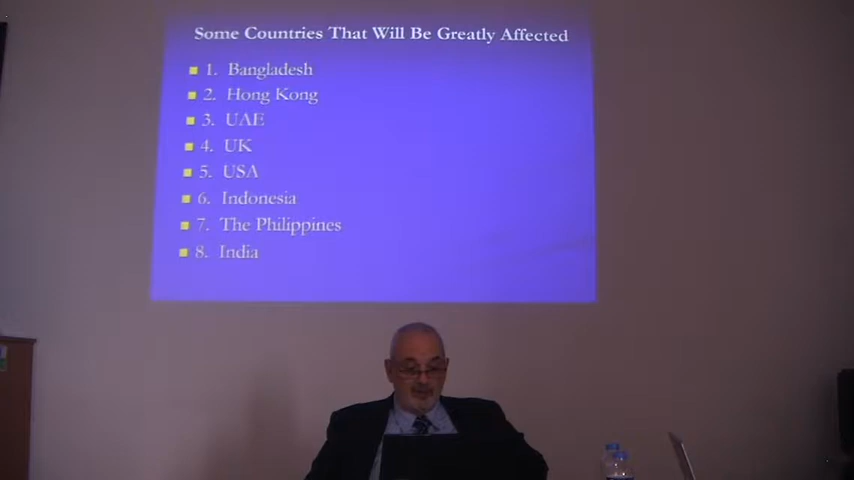 Some Countries That Will Be Greatly Affected
1. Bangladesh
2. Hong Kong
3. UAE
4. UK
5. USA
6. Indonesia
7. The Philippines
8. India